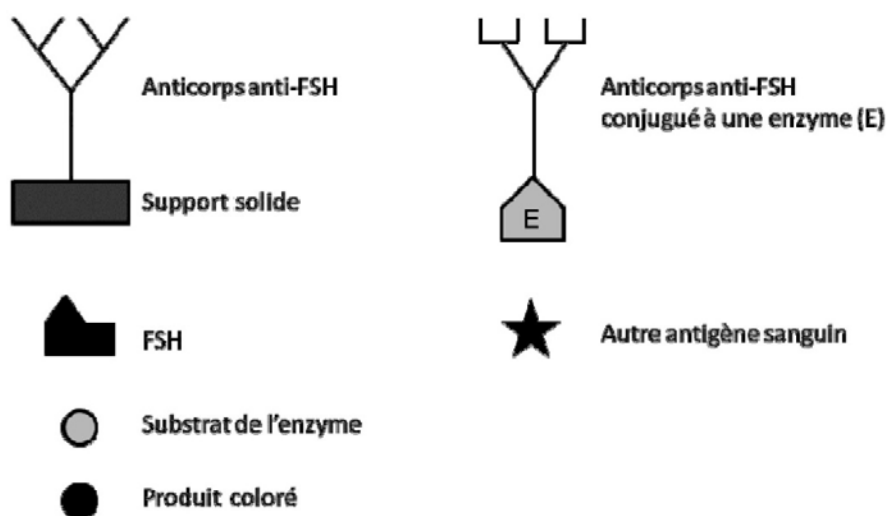 Anticorps anti-FSH
Support solide
FSH
Substrat de l'enzyme
Produit coloré
Anticorps anti-FSH
conjugué à une enzyme (E)
E
Autre antigène sanguin